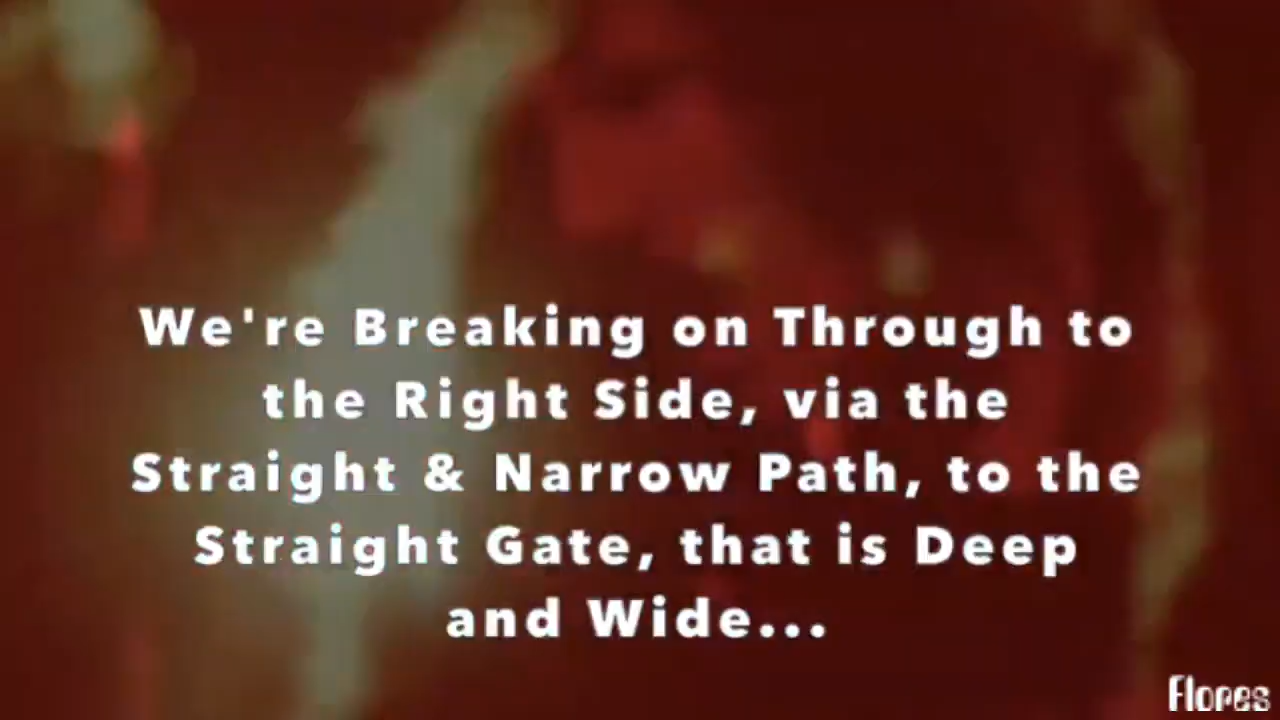 We're Breaking on Through to
the Right Side, via the
Straight & Narrow Path, to the
Straight Gate, that is Deep
and Wide...
Flores